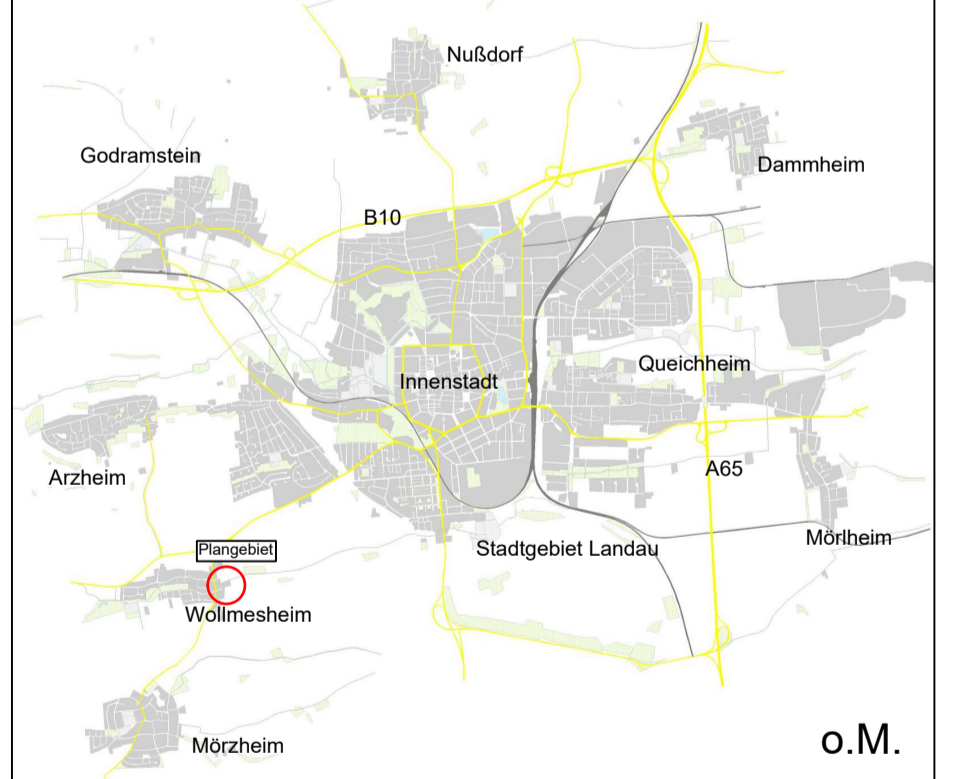 Nußdorf
Godramstein
Dammheim
B10
Queichheim
Innenstadt
Arzheim
A65
Mörlheim
Stadtgebiet Landau
Plangebiet
Wollmesheim
Mörzheim
o.M.